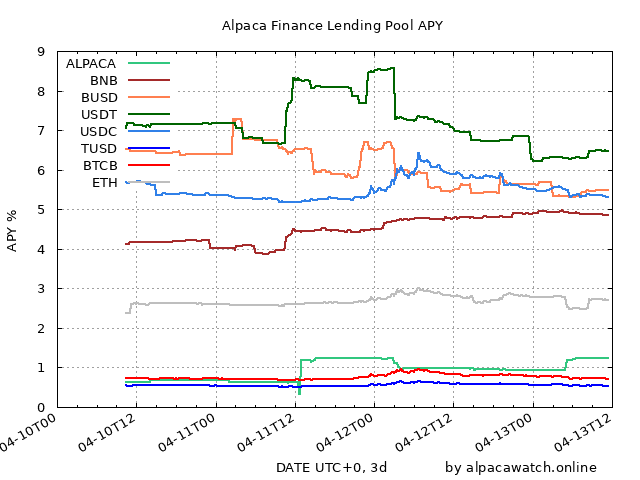 Alpaca Finance Lending Pool APY
9
8
7
6
5
4
3
2
1
0
APY %
ALPACA
BNB
BUSD
USDT
USDC
TUSD
BTCB
ETH
04-10T00
04-10T12
04-11T00
04-11T12
04-12T00
04-12T12
04-13T00
04-13T12
DATE UTC+0, 3d
by alpacawatch.online